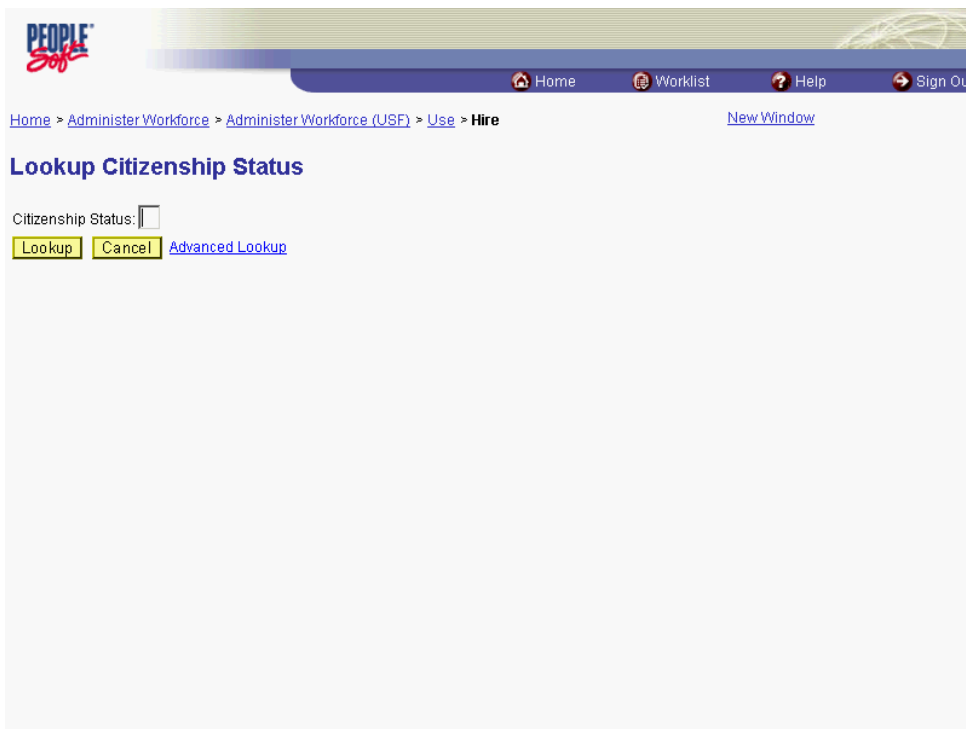 PEOPLE
Soft
Home Worklist Help Sign Ou
Home > Administer Workforce > Administer Workforce (USF) > Use > Hire New Window
Lookup Citizenship Status
Citizenship Status:
Lookup Cancel Advanced Lookup